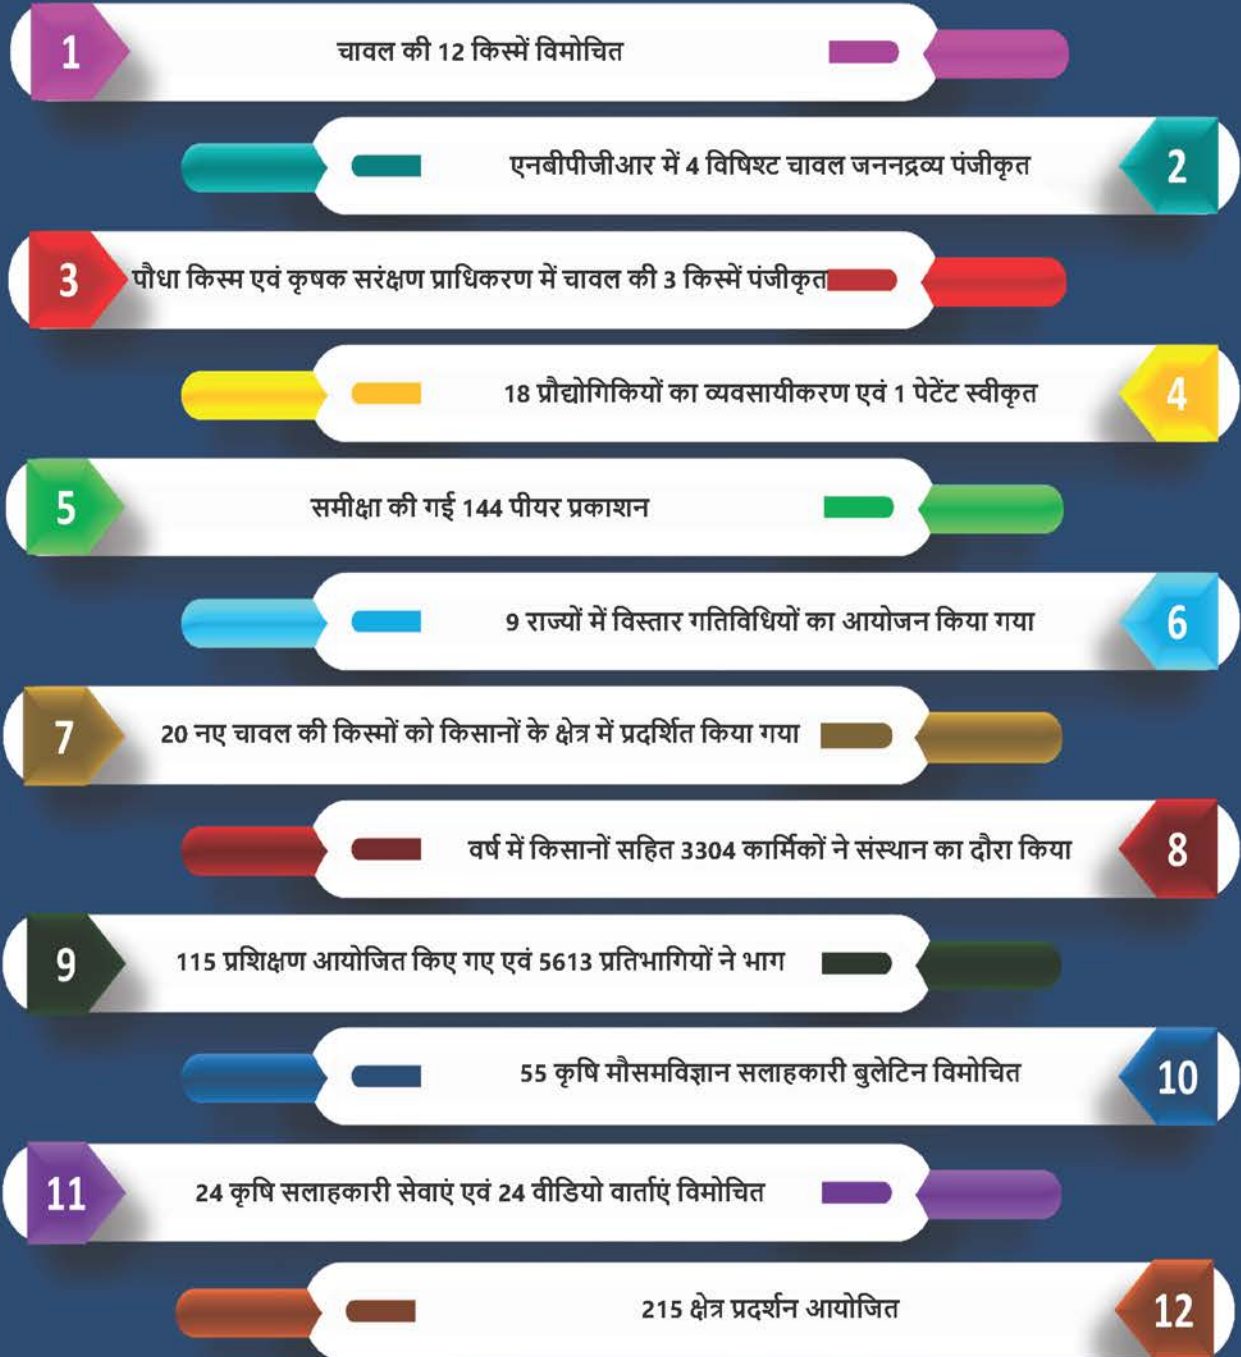 1 चावल की 12 किस्में विमोचित
एनबीपीजीआर में 4 विषिश्ट चावल जननद्रव्य पंजीकृत 2
3 पौधा किस्म एवं कृषक सरंक्षण प्राधिकरण में चावल की 3 किस्में पंजीकृत
18 प्रौद्योगिकियों का व्यवसायीकरण एवं 1 पेटेंट स्वीकृत 4
5 समीक्षा की गई 144 पीयर प्रकाशन
9 राज्यों में विस्तार गतिविधियों का आयोजन किया गया 6
7 20 नए चावल की किस्मों को किसानों के क्षेत्र में प्रदर्शित किया गया
वर्ष में किसानों सहित 3304 कार्मिकों ने संस्थान का दौरा किया 8
9 115 प्रशिक्षण आयोजित किए गए एवं 5613 प्रतिभागियों ने भाग
55 कृषि मौसमविज्ञान सलाहकारी बुलेटिन विमोचित 10
11 24 कृषि सलाहकारी सेवाएं एवं 24 वीडियो वार्ताएं विमोचित
215 क्षेत्र प्रदर्शन आयोजित 12